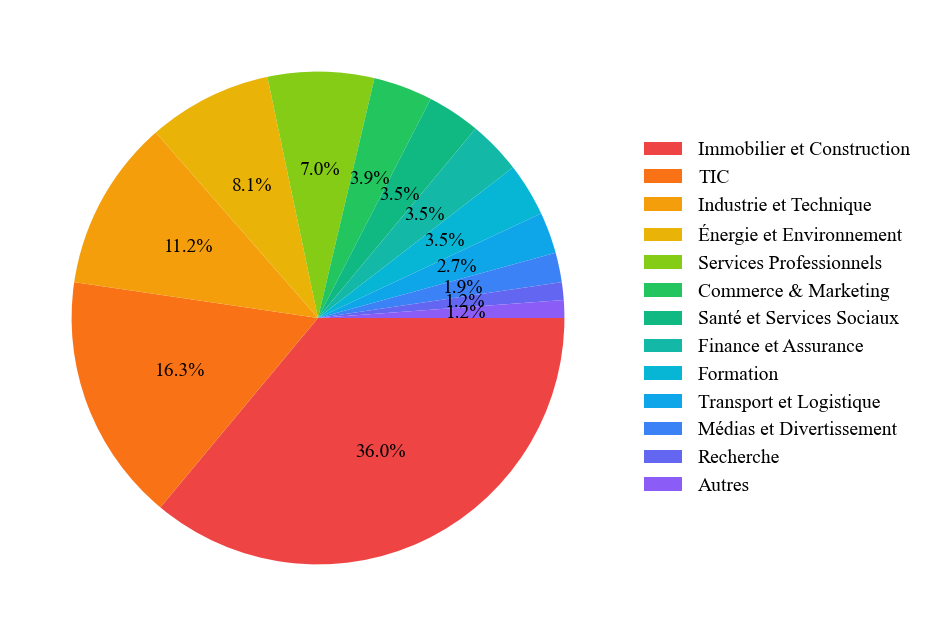 7.0%
3.9%
8.1%
3.5%
3.5%
3.5%
11.2%
2.7%
1.9%
1.2%
1.2%
16.3%
36.0%
Immobilier et Construction
TIC
Industrie et Technique
Énergie et Environnement
Services Professionnels
Commerce & Marketing
Santé et Services Sociaux
Finance et Assurance
Formation
Transport et Logistique
Médias et Divertissement
Recherche
Autres